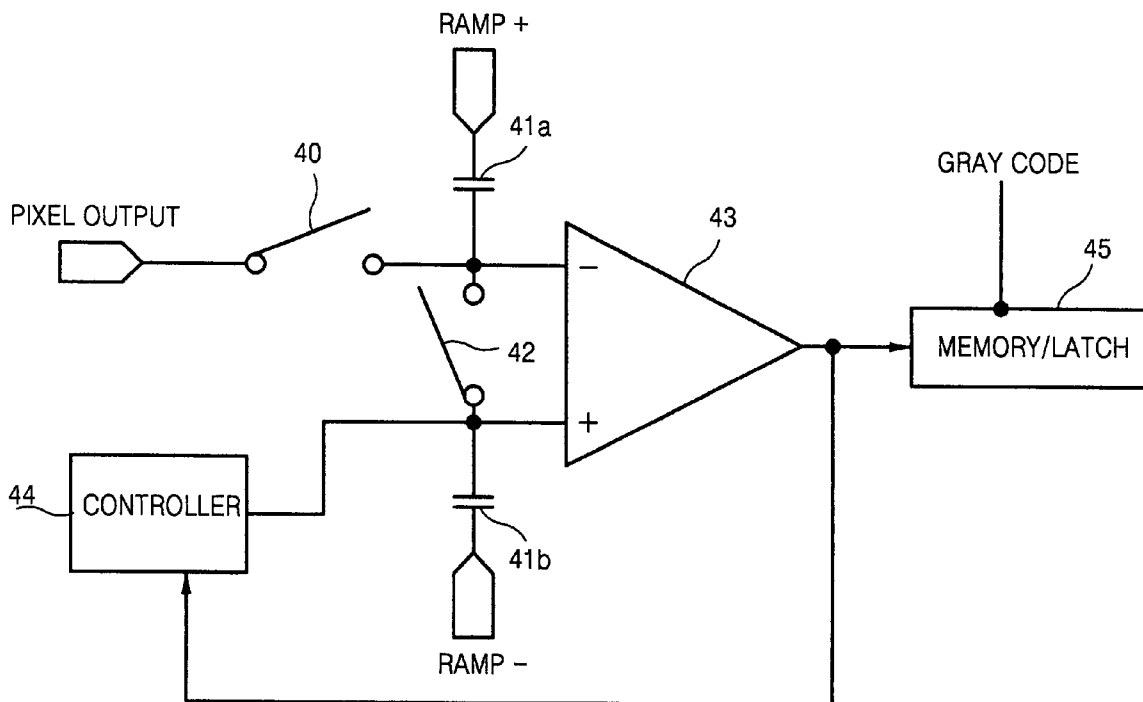 RAMP +
41a
40
PIXEL OUTPUT
GRAY CODE
43
45
−
MEMORY/LATCH
42
+
44
CONTROLLER
41b
RAMP −